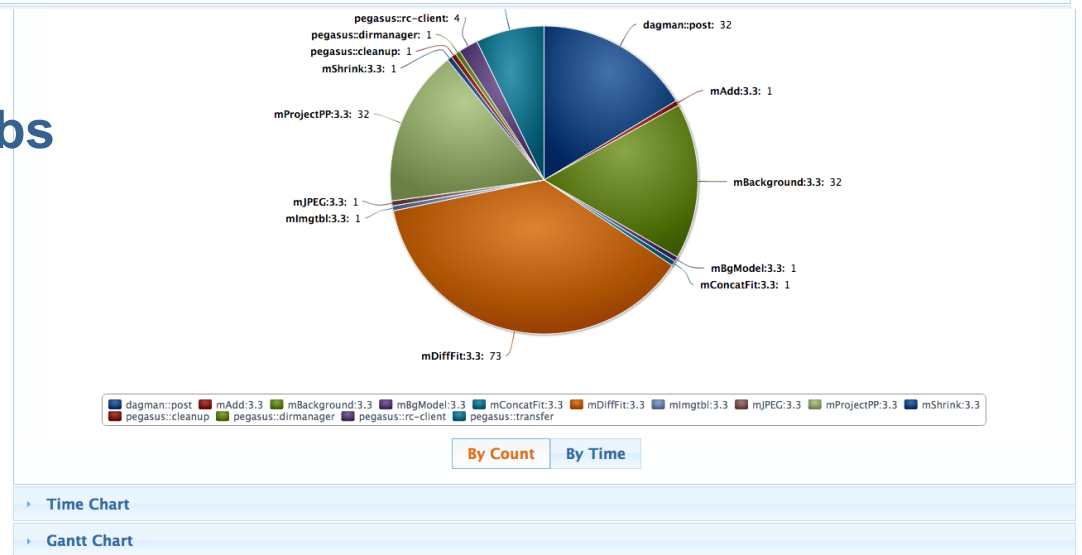 pegasus::rc-client: 4
dagman::post: 32
pegasus::dirmanager: 1
pegasus::cleanup: 1
mShrink:3.3: 1
mAdd:3.3: 1
mProjectPP:3.3: 32
bs
mBackground:3.3: 32
mJPEG:3.3: 1
mImgtbl:3.3: 1
mBgModel:3.3: 1
mConcatFit:3.3: 1
mDiffFit:3.3: 73
dagman::post mAdd:3.3 mBackground:3.3 mBgModel:3.3 mConcatFit:3.3 mDiffFit:3.3 mImgtbl:3.3 mJPEG:3.3 mProjectPP:3.3 mShrink:3.3
pegasus::cleanup pegasus::dirmanager pegasus::rc-client pegasus::transfer
By Count By Time
Time Chart
Gantt Chart